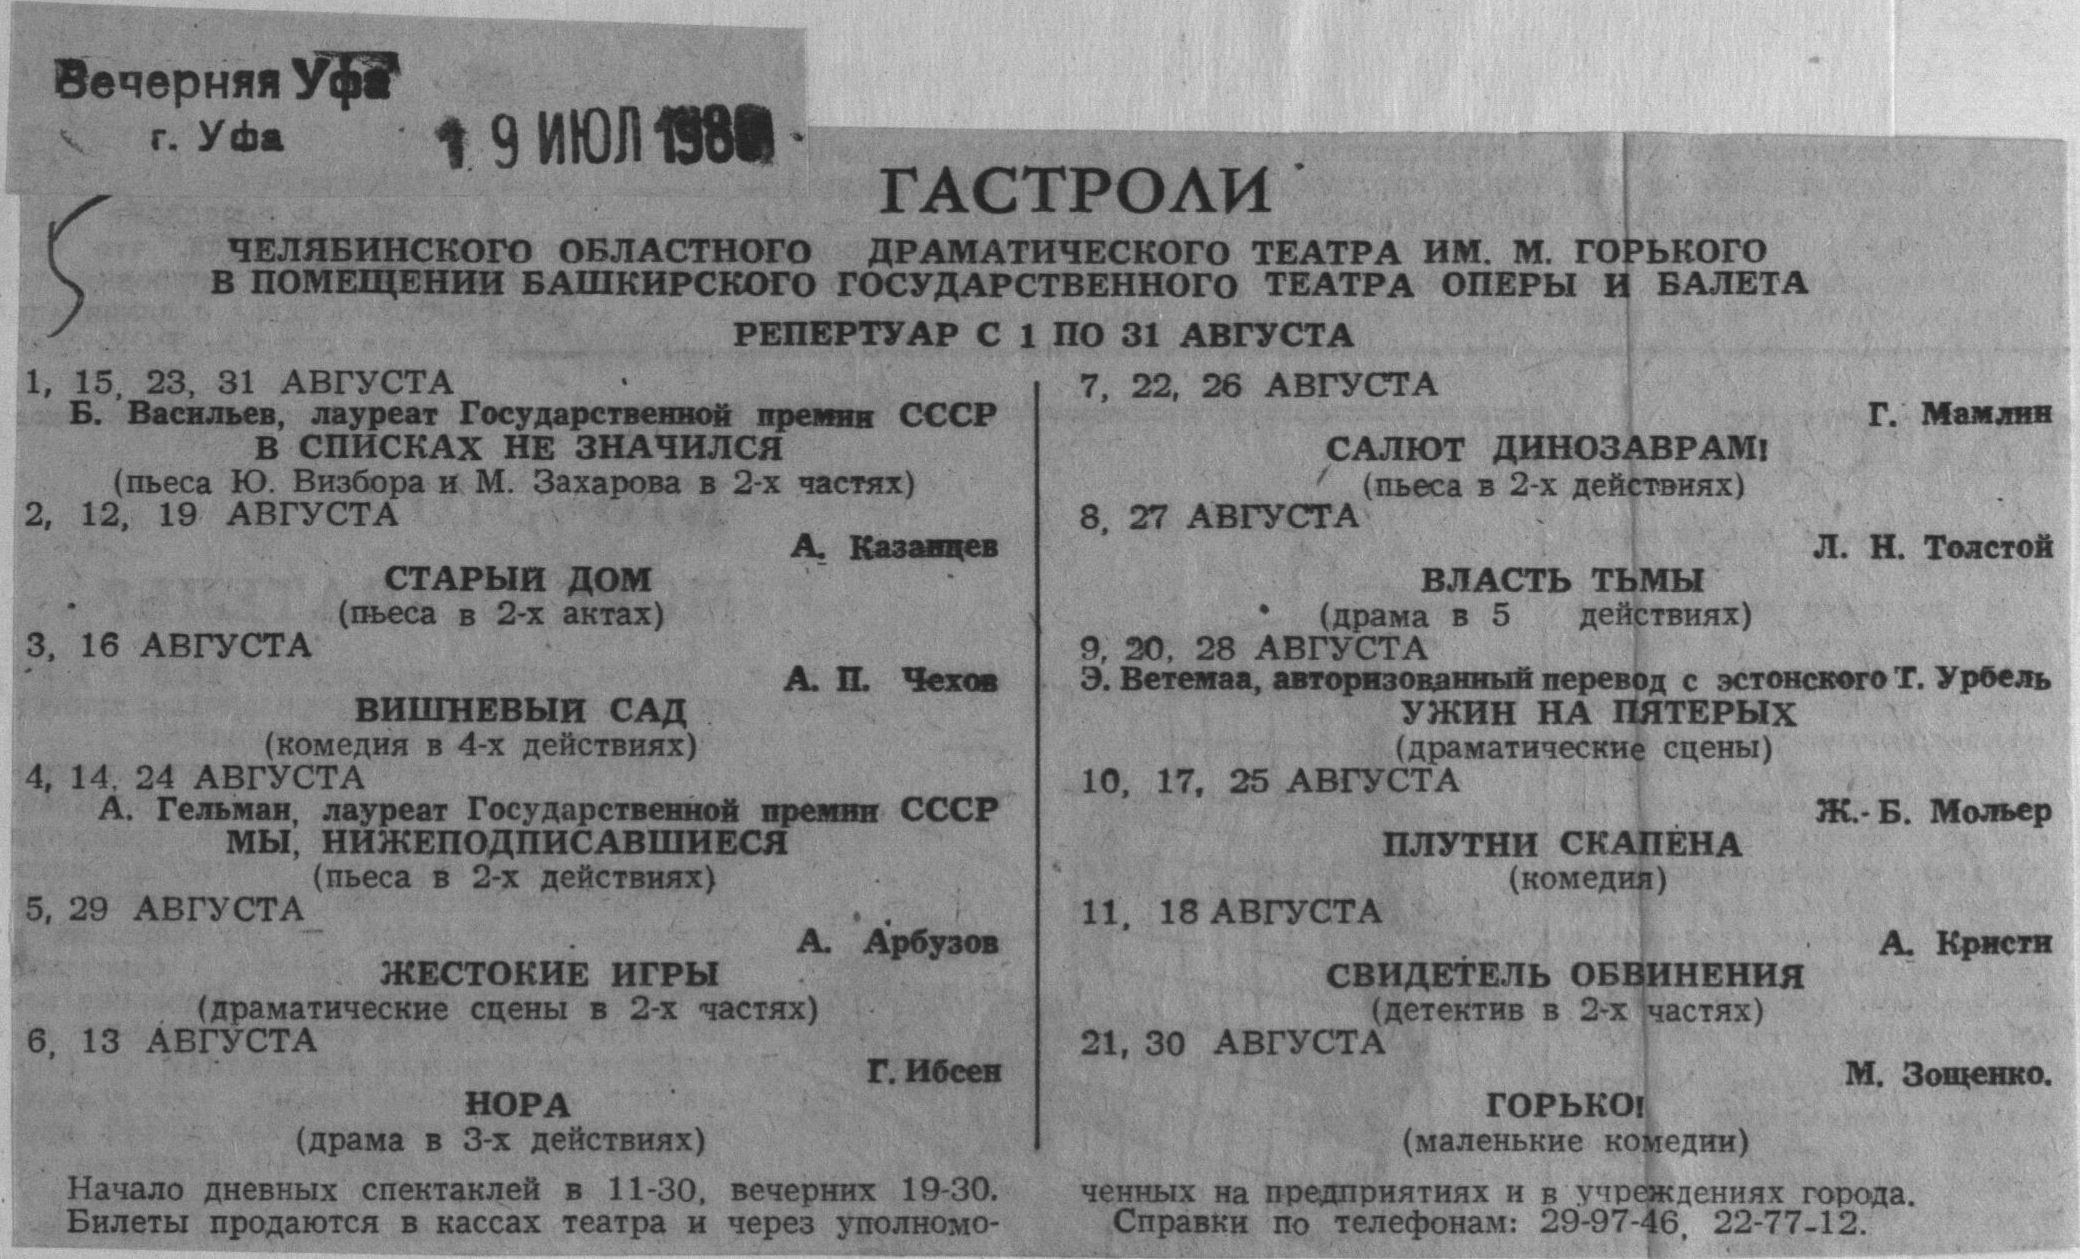 Вечерняя Уфа
г. Уфа
19 ИЮЛ
ГАСТРОЛИ
ЧЕЛЯБИНСКОГО ОБЛАСТНОГО ДРАМАТИЧЕСКОГО ТЕАТРА ИМ. М. ГОРЬКОГО
В ПОМЕЩЕНИИ БАШКИРСКОГО ГОСУДАРСТВЕННОГО ТЕАТРА ОПЕРЫ И БАЛЕТА
РЕПЕРТУАР С 1 ПО 31 АВГУСТА
1, 15, 23, 31 АВГУСТА
Б. Васильев, лауреат Государственной премии СССР
В СПИСКАХ НЕ ЗНАЧИЛСЯ
(пьеса Ю. Визбора и М. Захарова в 2-х частях)
2, 12, 19 АВГУСТА
А. Казанцев
СТАРЫЙ ДОМ
(пьеса в 2-х актах)
3, 16 АВГУСТА
А. П. Чехов
ВИШНЕВЫЙ САД
(комедия в 4-х действиях)
4, 14, 24 АВГУСТА
А. Гельман, лауреат Государственной премии СССР
МЫ, НИЖЕПОДПИСАВШИЕСЯ
(пьеса в 2-х действиях)
5, 29 АВГУСТА
А. Арбузов
ЖЕСТОКИЕ ИГРЫ
(драматические сцены в 2-х частях)
6, 13 АВГУСТА
Г. Ибсен
НОРА
(драма в 3-х действиях)
7, 22, 26 АВГУСТА
Г. Мамлин
САЛЮТ ДИНОЗАВРАМ!
(пьеса в 2-х действиях)
8, 27 АВГУСТА
Л. Н. Толстой
ВЛАСТЬ ТЬМЫ
(драма в 5 действиях)
9, 20, 28 АВГУСТА
Э. Ветемаа, авторизованный перевод с эстонского Т. Урбель
УЖИН НА ПЯТЕРЫХ
(драматические сцены)
10, 17, 25 АВГУСТА
Ж.-Б. Мольер
ПЛУТНИ СКАПЕНА
(комедия)
11, 18 АВГУСТА
А. Кристи
СВИДЕТЕЛЬ ОБВИНЕНИЯ
(детектив в 2-х частях)
21, 30 АВГУСТА
М. Зощенко.
ГОРЬКО!
(маленькие комедии)
Начало дневных спектаклей в 11-30, вечерних 19-30.
Билеты продаются в кассах театра и через уполномо-
ченных на предприятиях и в учреждениях города.
Справки по телефонам: 29-97-46, 22-77-12.